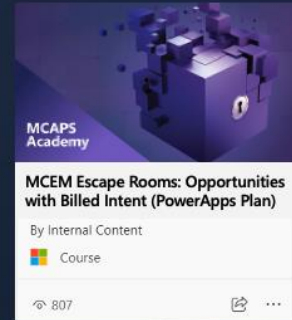 MCAPS
Academy
MCEM Escape Rooms: Opportunities
with Billed Intent (PowerApps Plan)
By Internal Content
Course
807